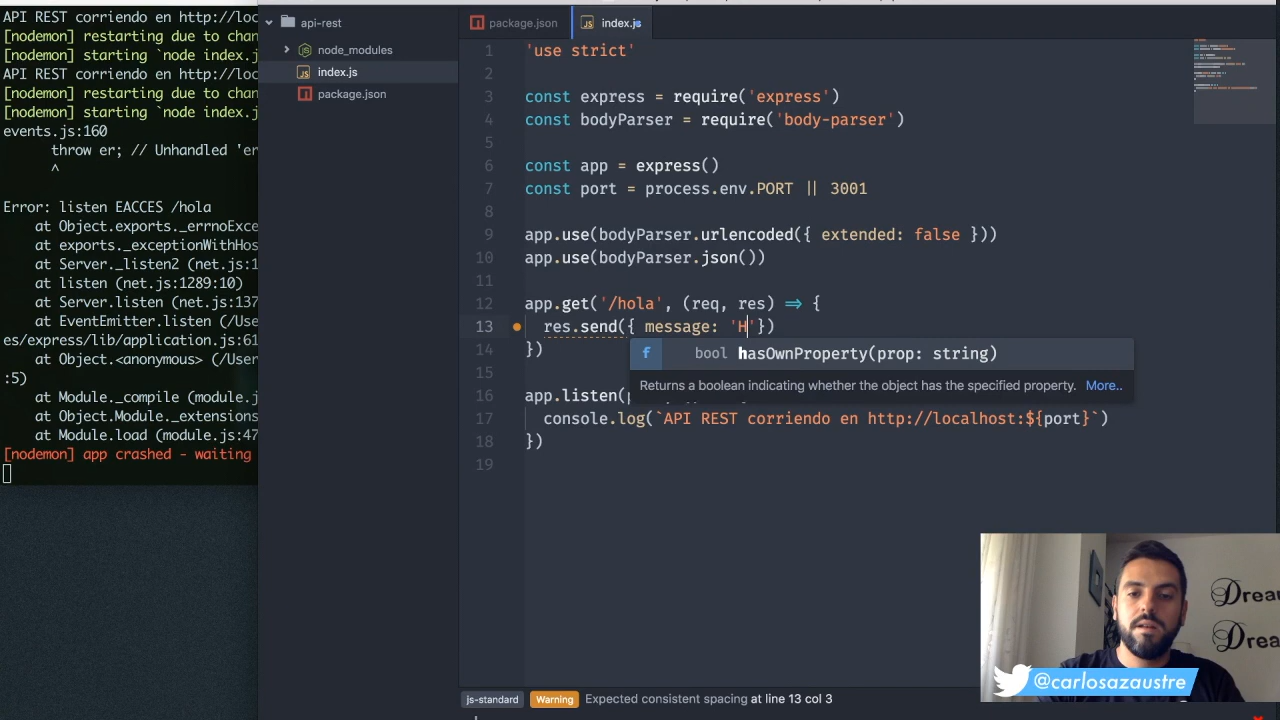 API REST corriendo en http://loc
[nodemon] restarting due to chan
[nodemon] starting `node index.j
API REST corriendo en http://loc
[nodemon] restarting due to chan
[nodemon] starting `node index.j
events.js:160
throw er; // Unhandled 'er
^
Error: listen EACCES /hola
at Object.exports._errnoExce
at exports._exceptionWithHos
at Server._listen2 (net.js:1
at listen (net.js:1289:10)
at Server.listen (net.js:137
at EventEmitter.listen (/Use
es/express/lib/application.js:61
at Object.<anonymous> (/User
:5)
at Module._compile (module.j
at Object.Module._extensions
at Module.load (module.js:47
[nodemon] app crashed - waiting
api-rest
node_modules
index.js
package.json
package.json
index.js
1 'use strict'
2
3 const express = require('express')
4 const bodyParser = require('body-parser')
5
6 const app = express()
7 const port = process.env.PORT || 3001
8
9 app.use(bodyParser.urlencoded({ extended: false }))
10 app.use(bodyParser.json())
11
12 app.get('/hola', (req, res) => {
13 res.send({ message: 'H'})
14 })
15
16 app.listen(
17 console.log(`API REST corriendo en http://localhost:${port}`)
18 })
19
f bool hasOwnProperty(prop: string)
Returns a boolean indicating whether the object has the specified property. More..
js-standard Warning Expected consistent spacing at line 13 col 3
Dream
Dream
@carlosazaustre